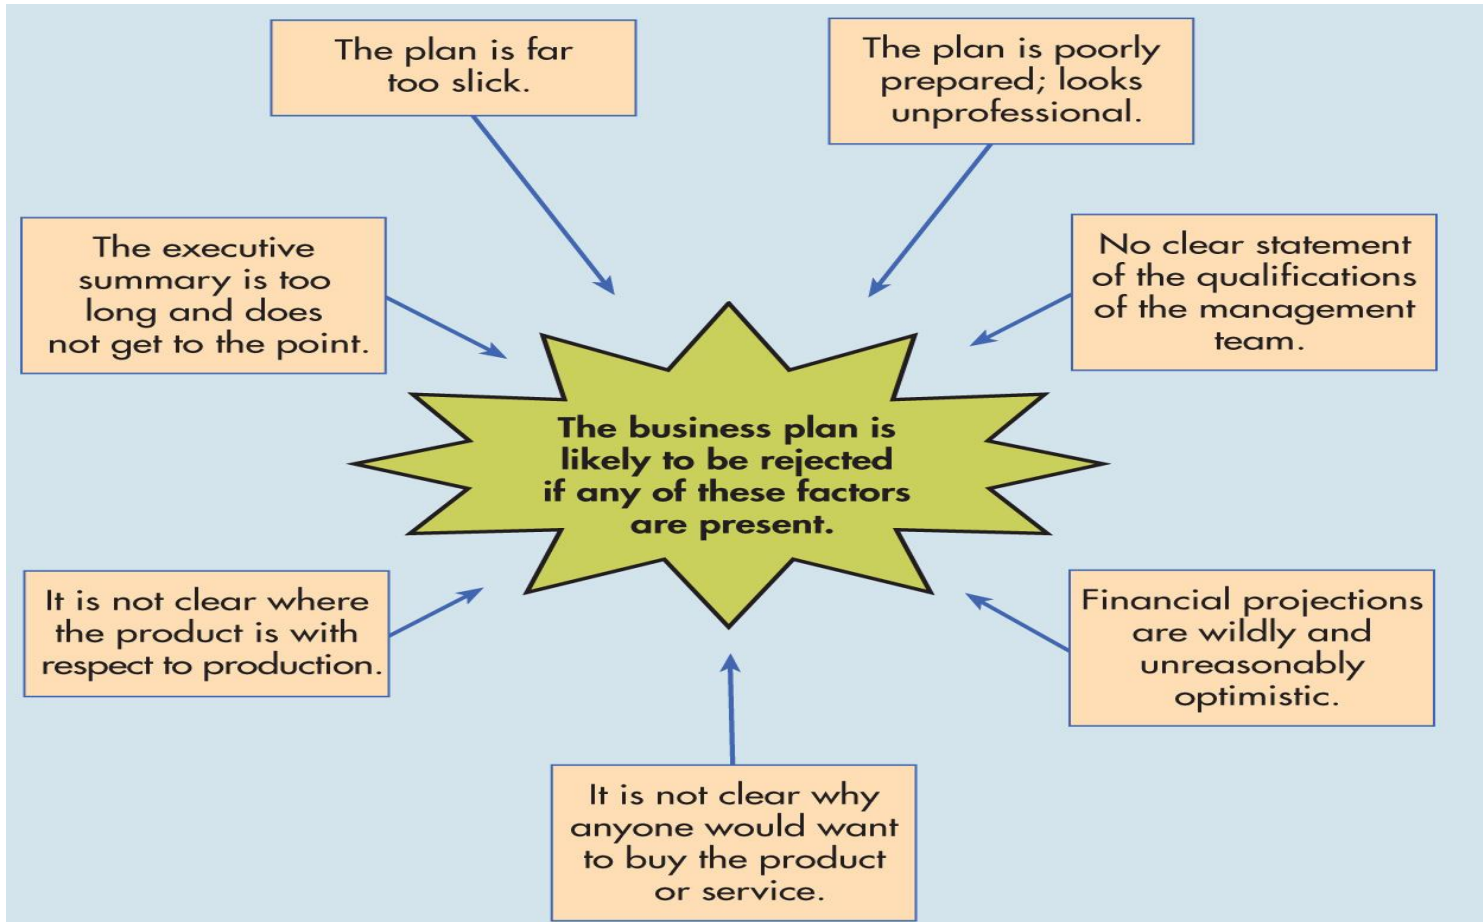 The plan is far
too slick.
The plan is poorly
prepared; looks
unprofessional.
The executive
summary is too
long and does
not get to the point.
No clear statement
of the qualifications
of the management
team.
The business plan is
likely to be rejected
if any of these factors
are present.
It is not clear where
the product is with
respect to production.
Financial projections
are wildly and
unreasonably
optimistic.
It is not clear why
anyone would want
to buy the product
or service.